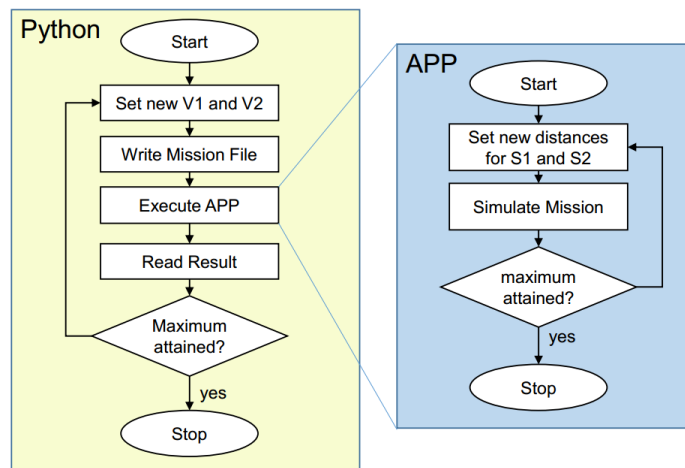 Python
Start
Set new V1 and V2
Write Mission File
Execute APP
Read Result
Maximum
attained?
yes
Stop
APP
Start
Set new distances
for S1 and S2
Simulate Mission
maximum
attained?
yes
Stop